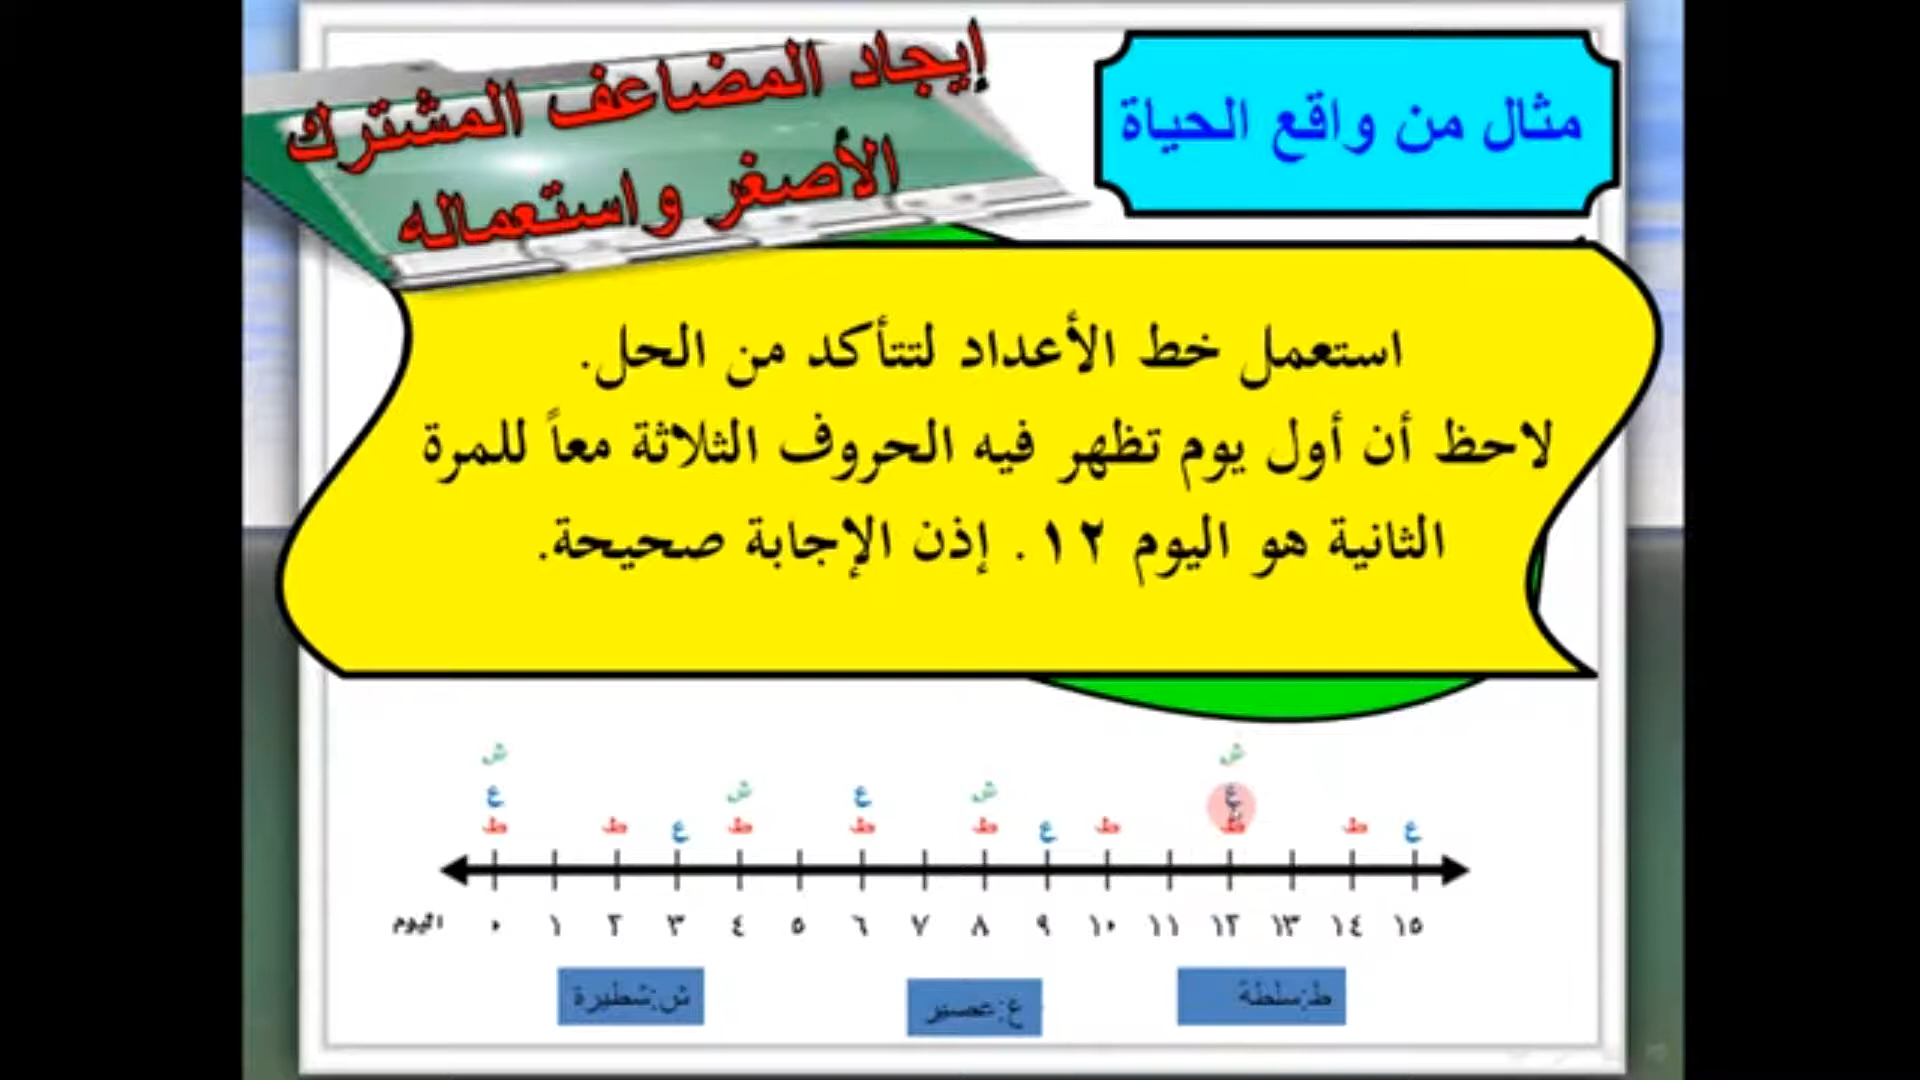 مثال من واقع الحياة
إيجاد المضاعف المشترك
الأصغر واستعماله
استعمل خط الأعداد لتتأكد من الحل.
لاحظ أن أول يوم تظهر فيه الحروف الثلاثة معاً للمرة
الثانية هو اليوم ١٢. إذن الإجابة صحيحة.
ش ش
ع ش ع ش ع
ط ط ع ط ط ط ع ط ط ط ع
اليوم ٠ ١ ٢ ٣ ٤ ٥ ٦ ٧ ٨ ٩ ١٠ ١١ ١٢ ١٣ ١٤ ١٥
ش:شطيرة ع:عصير ط:سلطة